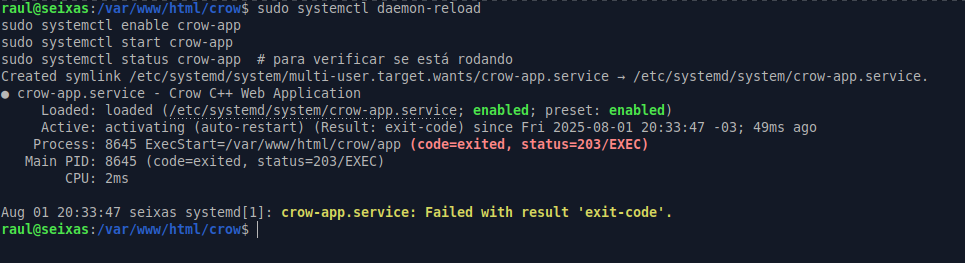 raul@seixas:/var/www/html/crow$ sudo systemctl daemon-reload
sudo systemctl enable crow-app
sudo systemctl start crow-app
sudo systemctl status crow-app  # para verificar se está rodando
Created symlink /etc/systemd/system/multi-user.target.wants/crow-app.service → /etc/systemd/system/crow-app.service.
● crow-app.service - Crow C++ Web Application
     Loaded: loaded (/etc/systemd/system/crow-app.service; enabled; preset: enabled)
     Active: activating (auto-restart) (Result: exit-code) since Fri 2025-08-01 20:33:47 -03; 49ms ago
    Process: 8645 ExecStart=/var/www/html/crow/app (code=exited, status=203/EXEC)
   Main PID: 8645 (code=exited, status=203/EXEC)
        CPU: 2ms

Aug 01 20:33:47 seixas systemd[1]: crow-app.service: Failed with result 'exit-code'.
raul@seixas:/var/www/html/crow$